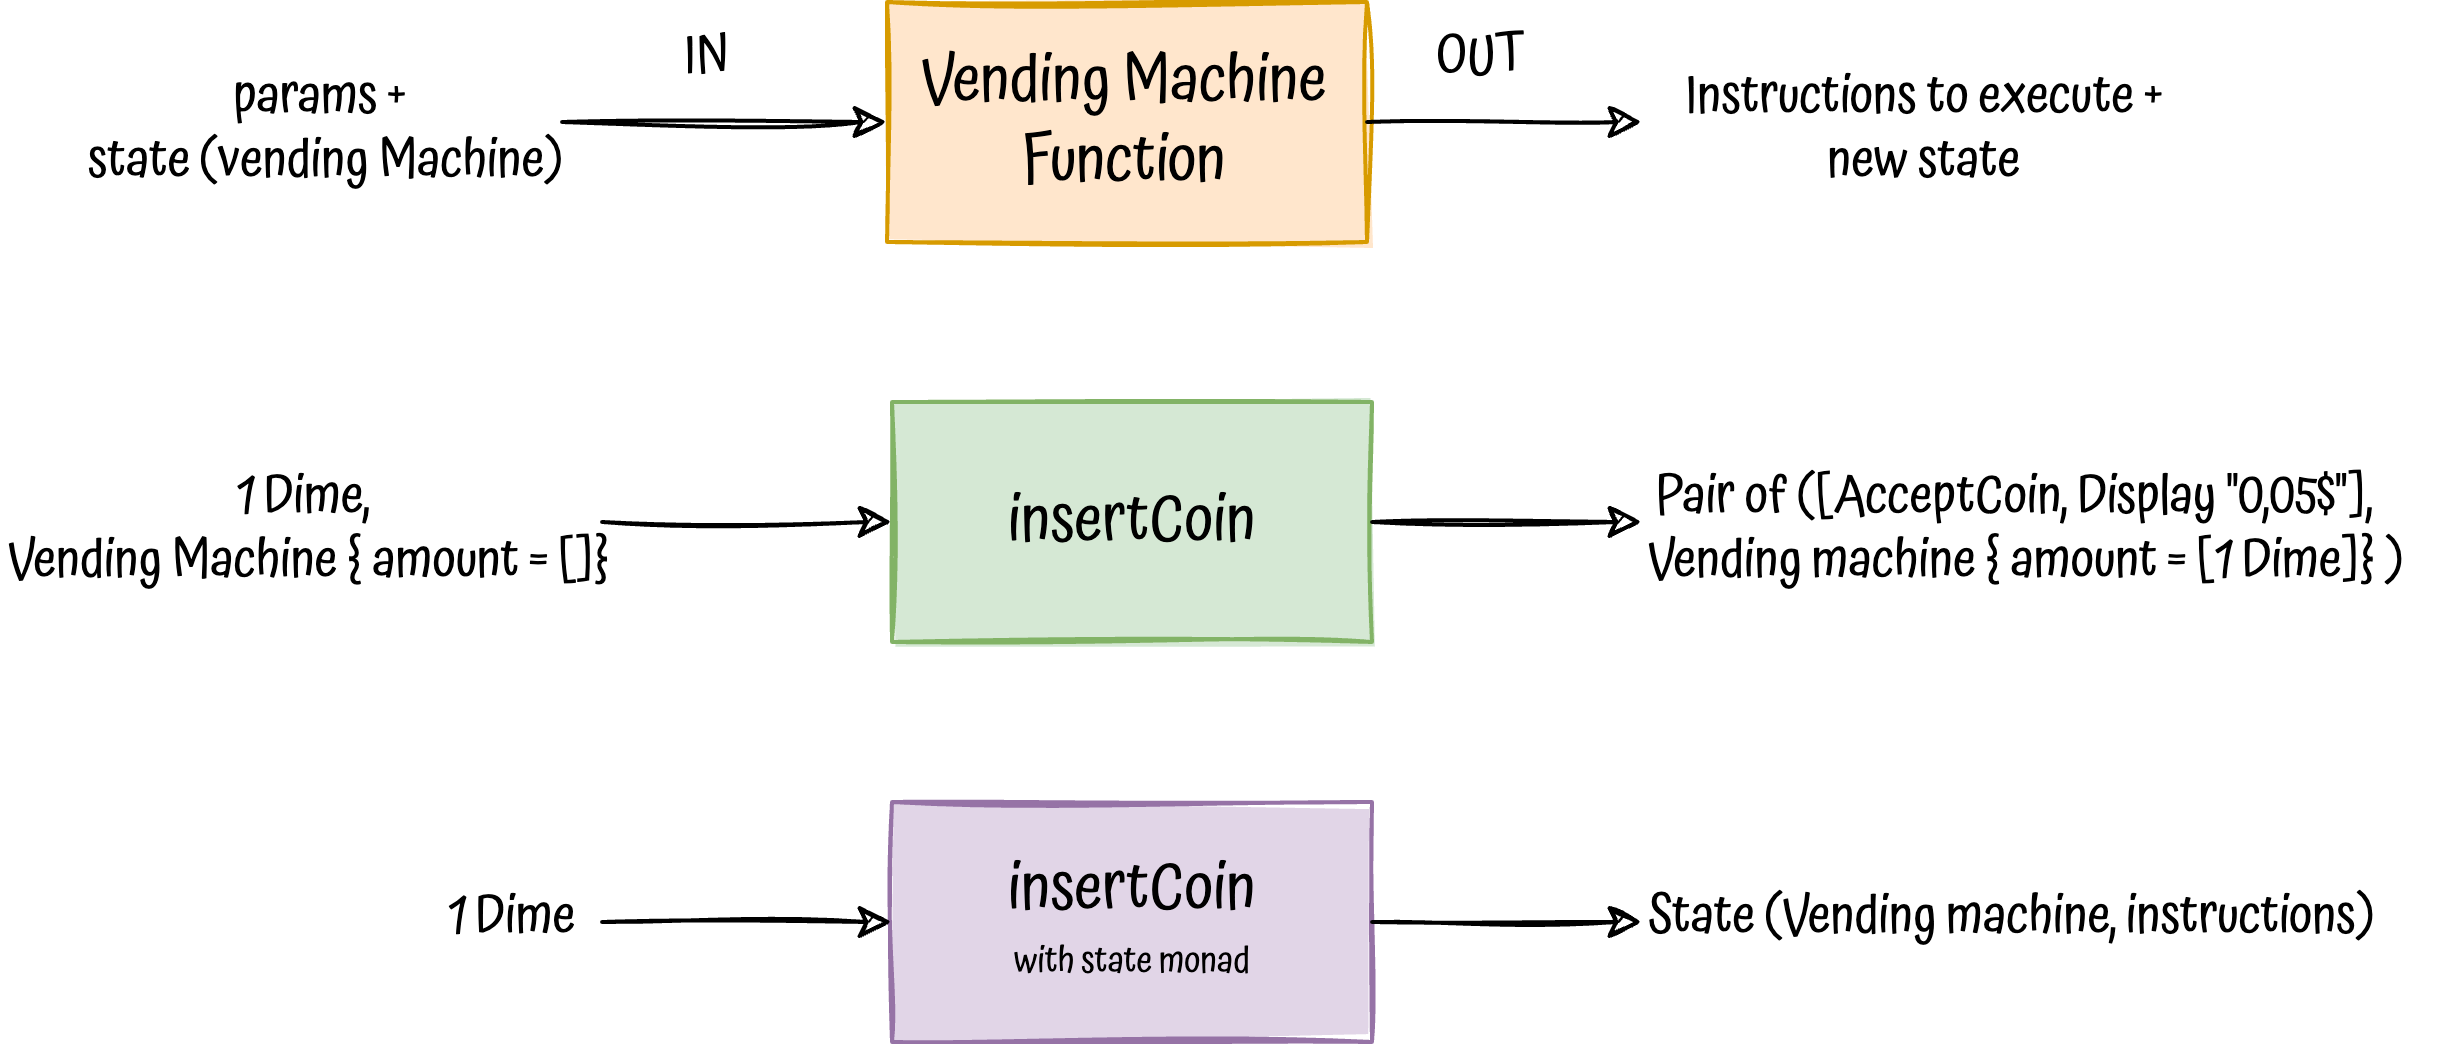 IN
OUT
params +
state (vending Machine)
Vending Machine
Function
Instructions to execute +
new state
1 Dime,
Vending Machine { amount = []}
insertCoin
Pair of ([AcceptCoin, Display "0,05$"],
Vending machine { amount = [1 Dime]} )
1 Dime
insertCoin
with state monad
State (Vending machine, instructions)